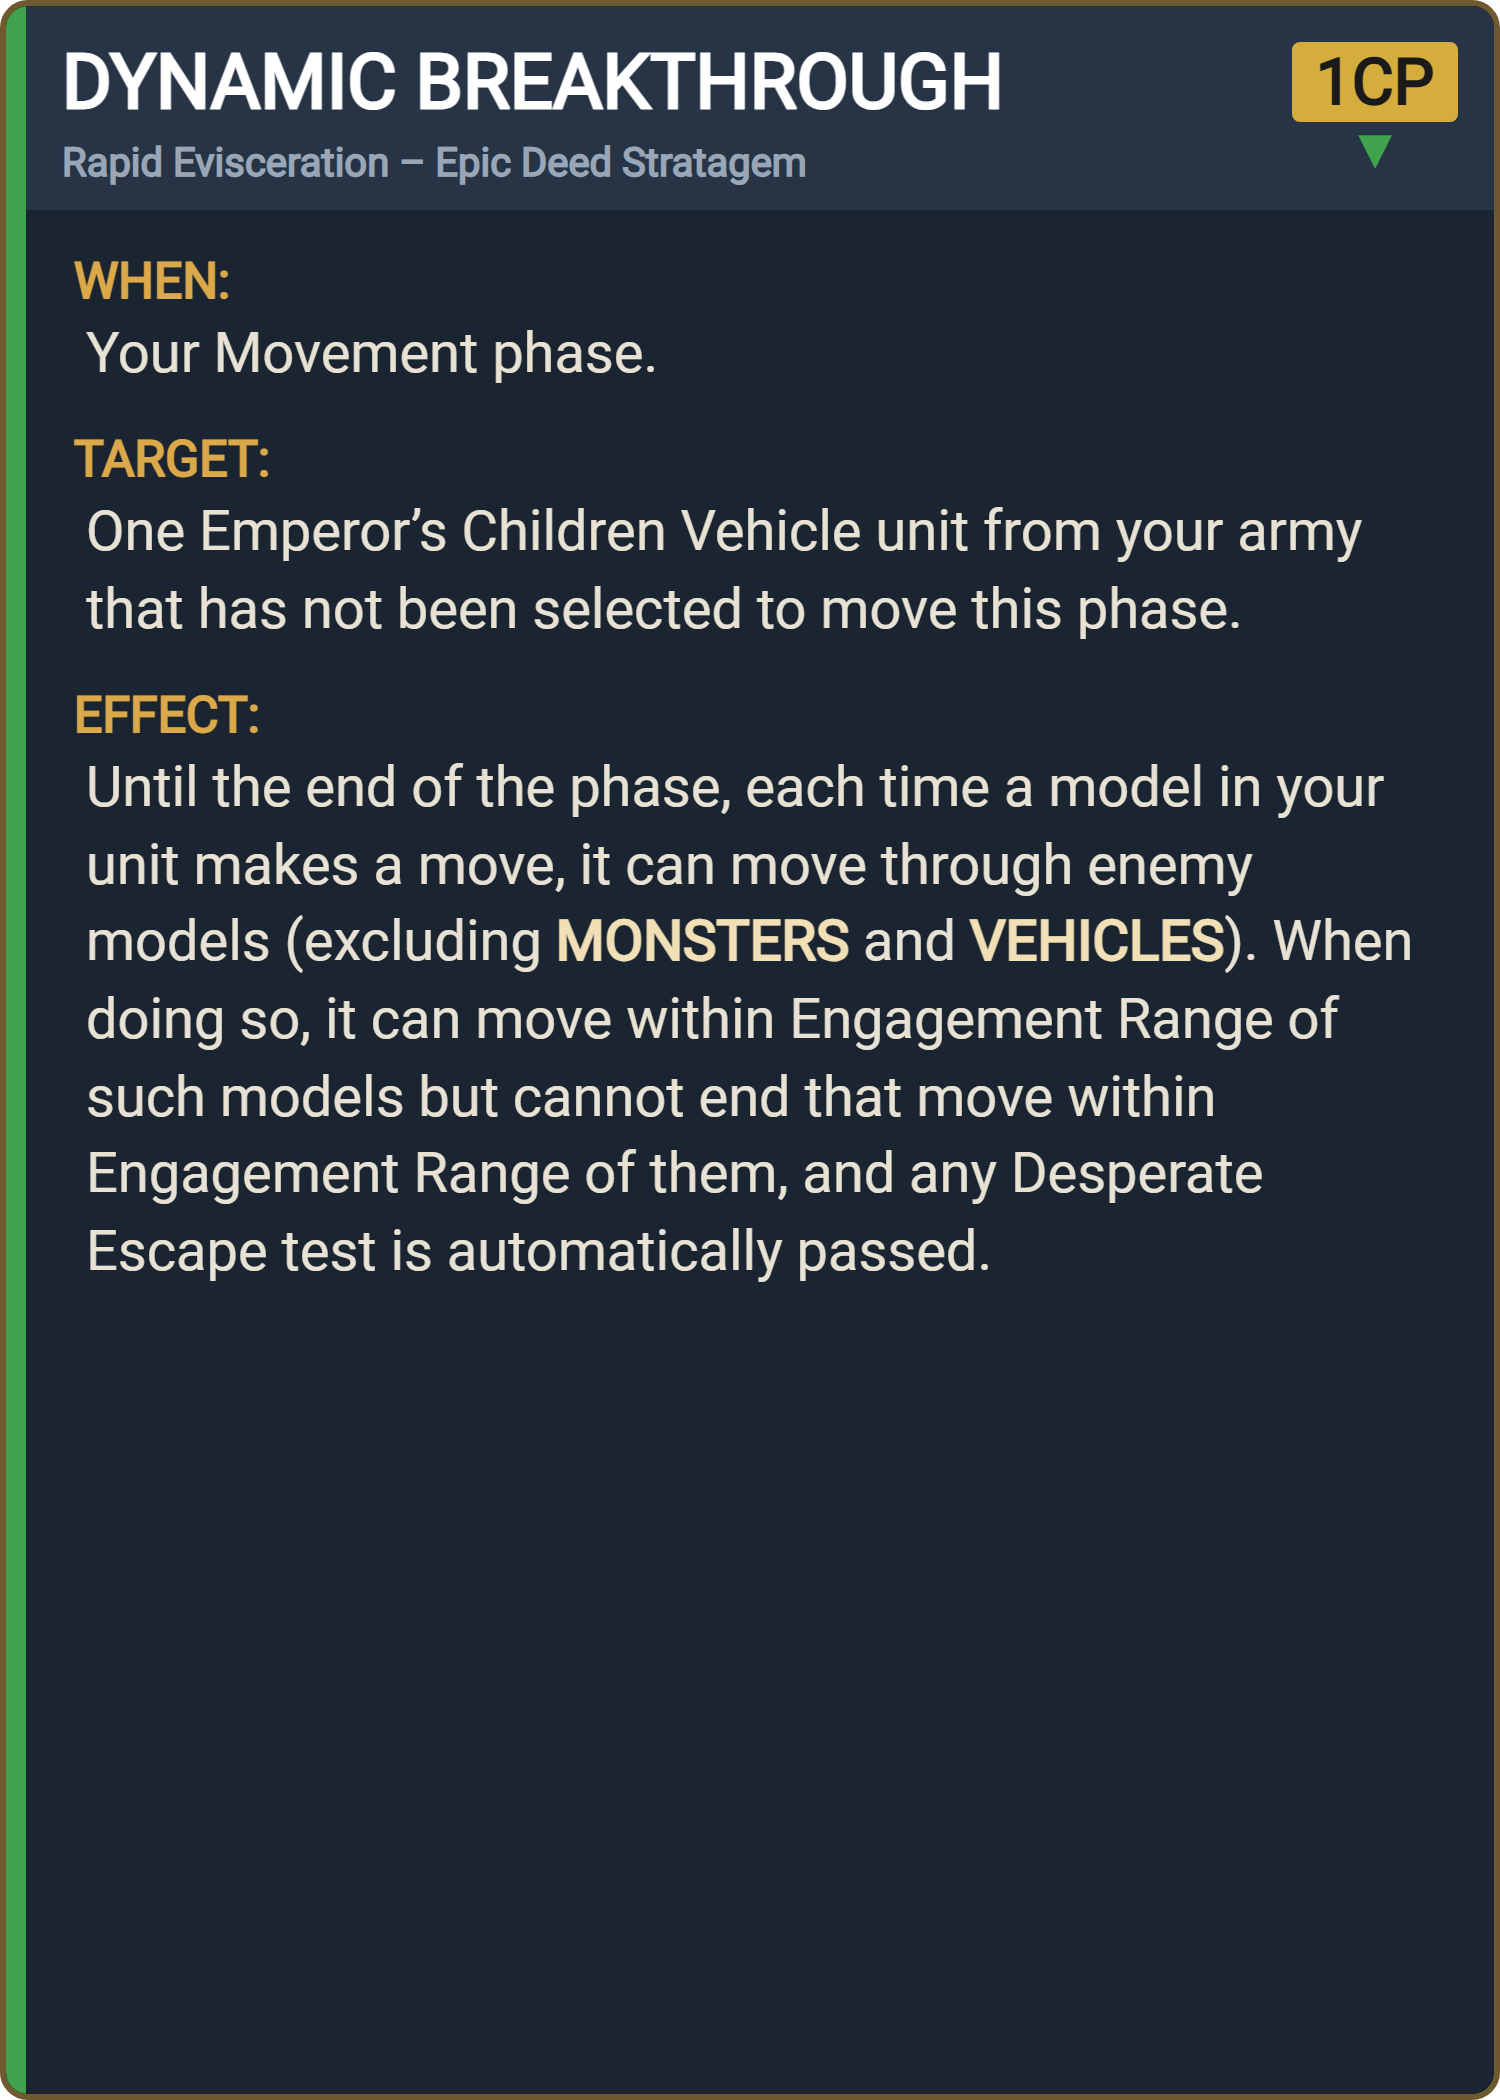 DYNAMIC BREAKTHROUGH
1CP
Rapid Evisceration – Epic Deed Stratagem
WHEN:
Your Movement phase.
TARGET:
One Emperor’s Children Vehicle unit from your army
that has not been selected to move this phase.
EFFECT:
Until the end of the phase, each time a model in your
unit makes a move, it can move through enemy
models (excluding MONSTERS and VEHICLES). When
doing so, it can move within Engagement Range of
such models but cannot end that move within
Engagement Range of them, and any Desperate
Escape test is automatically passed.